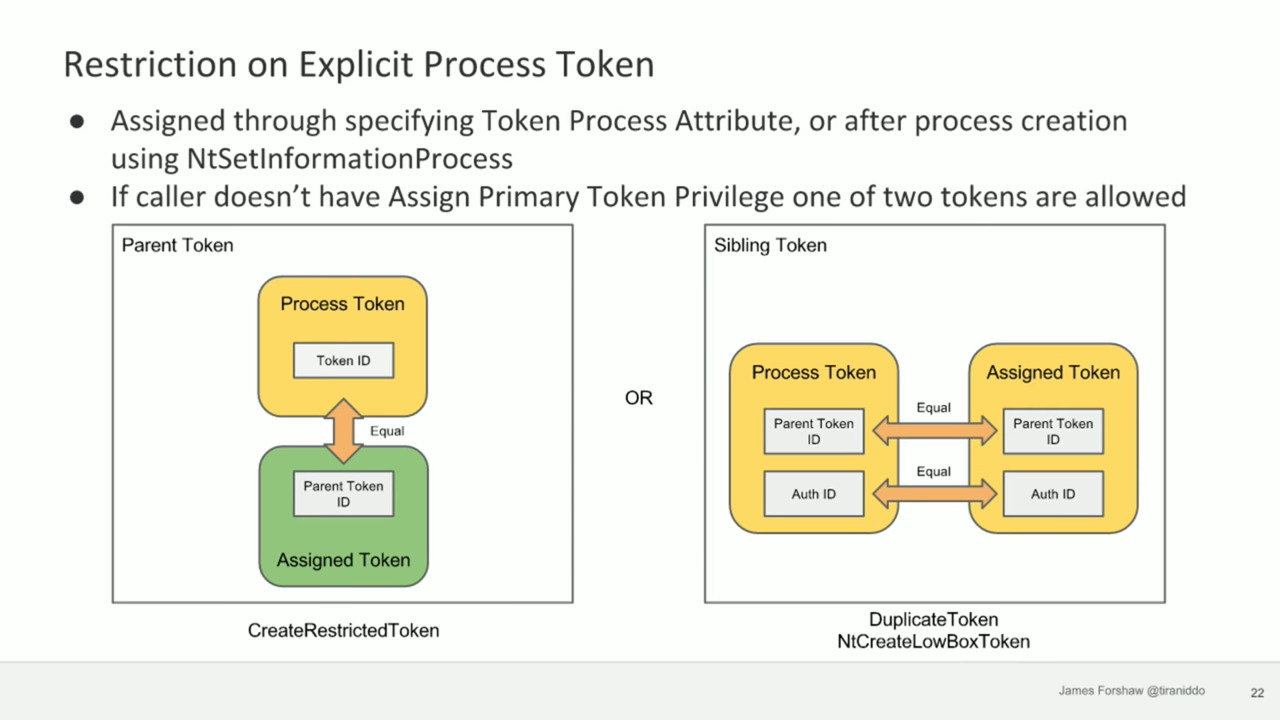 Restriction on Explicit Process Token
● Assigned through specifying Token Process Attribute, or after process creation
using NtSetInformationProcess
● If caller doesn’t have Assign Primary Token Privilege one of two tokens are allowed
Parent Token
Process Token
Token ID
Equal
Parent Token
ID
Assigned Token
CreateRestrictedToken
OR
Sibling Token
Process Token
Assigned Token
Parent Token
ID
Equal
Parent Token
ID
Auth ID
Equal
Auth ID
DuplicateToken
NtCreateLowBoxToken
James Forshaw @tiraniddo
22